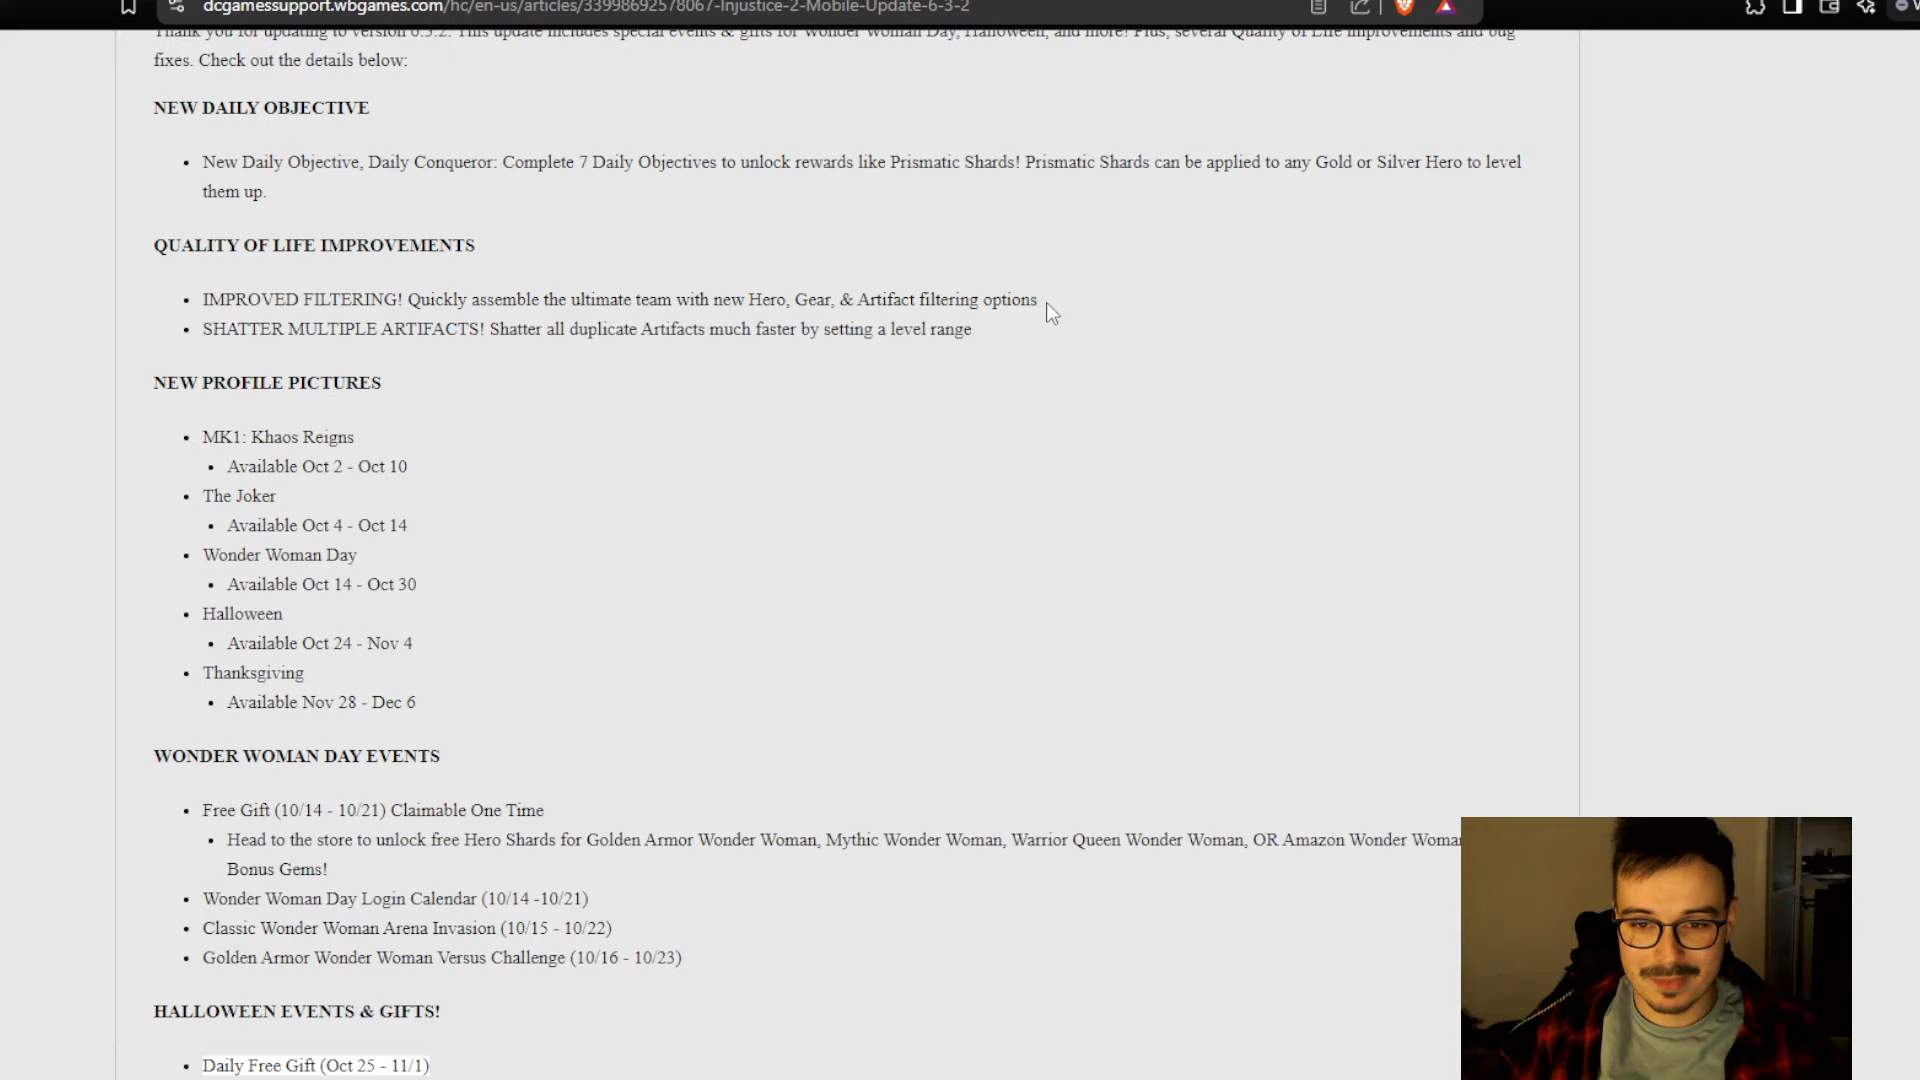 dcgamessupport.wbgames.com/hc/en-us/articles/33998692578067-Injustice-2-Mobile-Update-6-3-2
Thank you for updating to version 6.3.2. This update includes special events & gifts for Wonder Woman Day, Halloween, and more! Plus, several Quality of Life improvements and bug
fixes. Check out the details below:
NEW DAILY OBJECTIVE
• New Daily Objective, Daily Conqueror: Complete 7 Daily Objectives to unlock rewards like Prismatic Shards! Prismatic Shards can be applied to any Gold or Silver Hero to level
them up.
QUALITY OF LIFE IMPROVEMENTS
• IMPROVED FILTERING! Quickly assemble the ultimate team with new Hero, Gear, & Artifact filtering options
• SHATTER MULTIPLE ARTIFACTS! Shatter all duplicate Artifacts much faster by setting a level range
NEW PROFILE PICTURES
• MK1: Khaos Reigns
• Available Oct 2 - Oct 10
• The Joker
• Available Oct 4 - Oct 14
• Wonder Woman Day
• Available Oct 14 - Oct 30
• Halloween
• Available Oct 24 - Nov 4
• Thanksgiving
• Available Nov 28 - Dec 6
WONDER WOMAN DAY EVENTS
• Free Gift (10/14 - 10/21) Claimable One Time
• Head to the store to unlock free Hero Shards for Golden Armor Wonder Woman, Mythic Wonder Woman, Warrior Queen Wonder Woman, OR Amazon Wonder Woman
Bonus Gems!
• Wonder Woman Day Login Calendar (10/14 -10/21)
• Classic Wonder Woman Arena Invasion (10/15 - 10/22)
• Golden Armor Wonder Woman Versus Challenge (10/16 - 10/23)
HALLOWEEN EVENTS & GIFTS!
• Daily Free Gift (Oct 25 - 11/1)